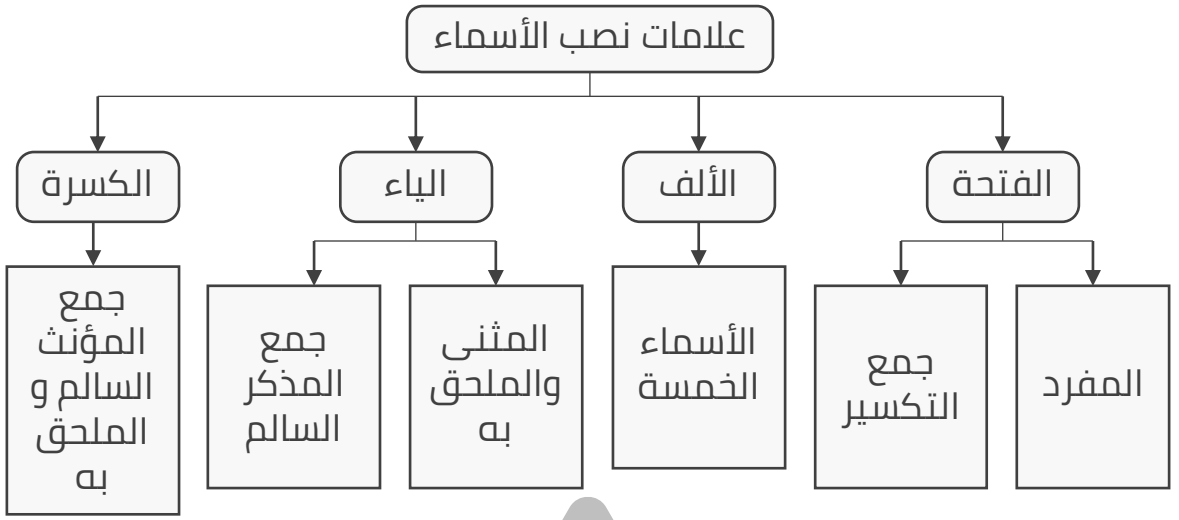 علامات نصب الأسماء
الفتحة
الألف
الياء
الكسرة
المفرد
جمع
التكسير
الأسماء
الخمسة
المثنى
والملحق
به
جمع
المذكر
السالم
جمع
المؤنث
السالم و
الملحق
به